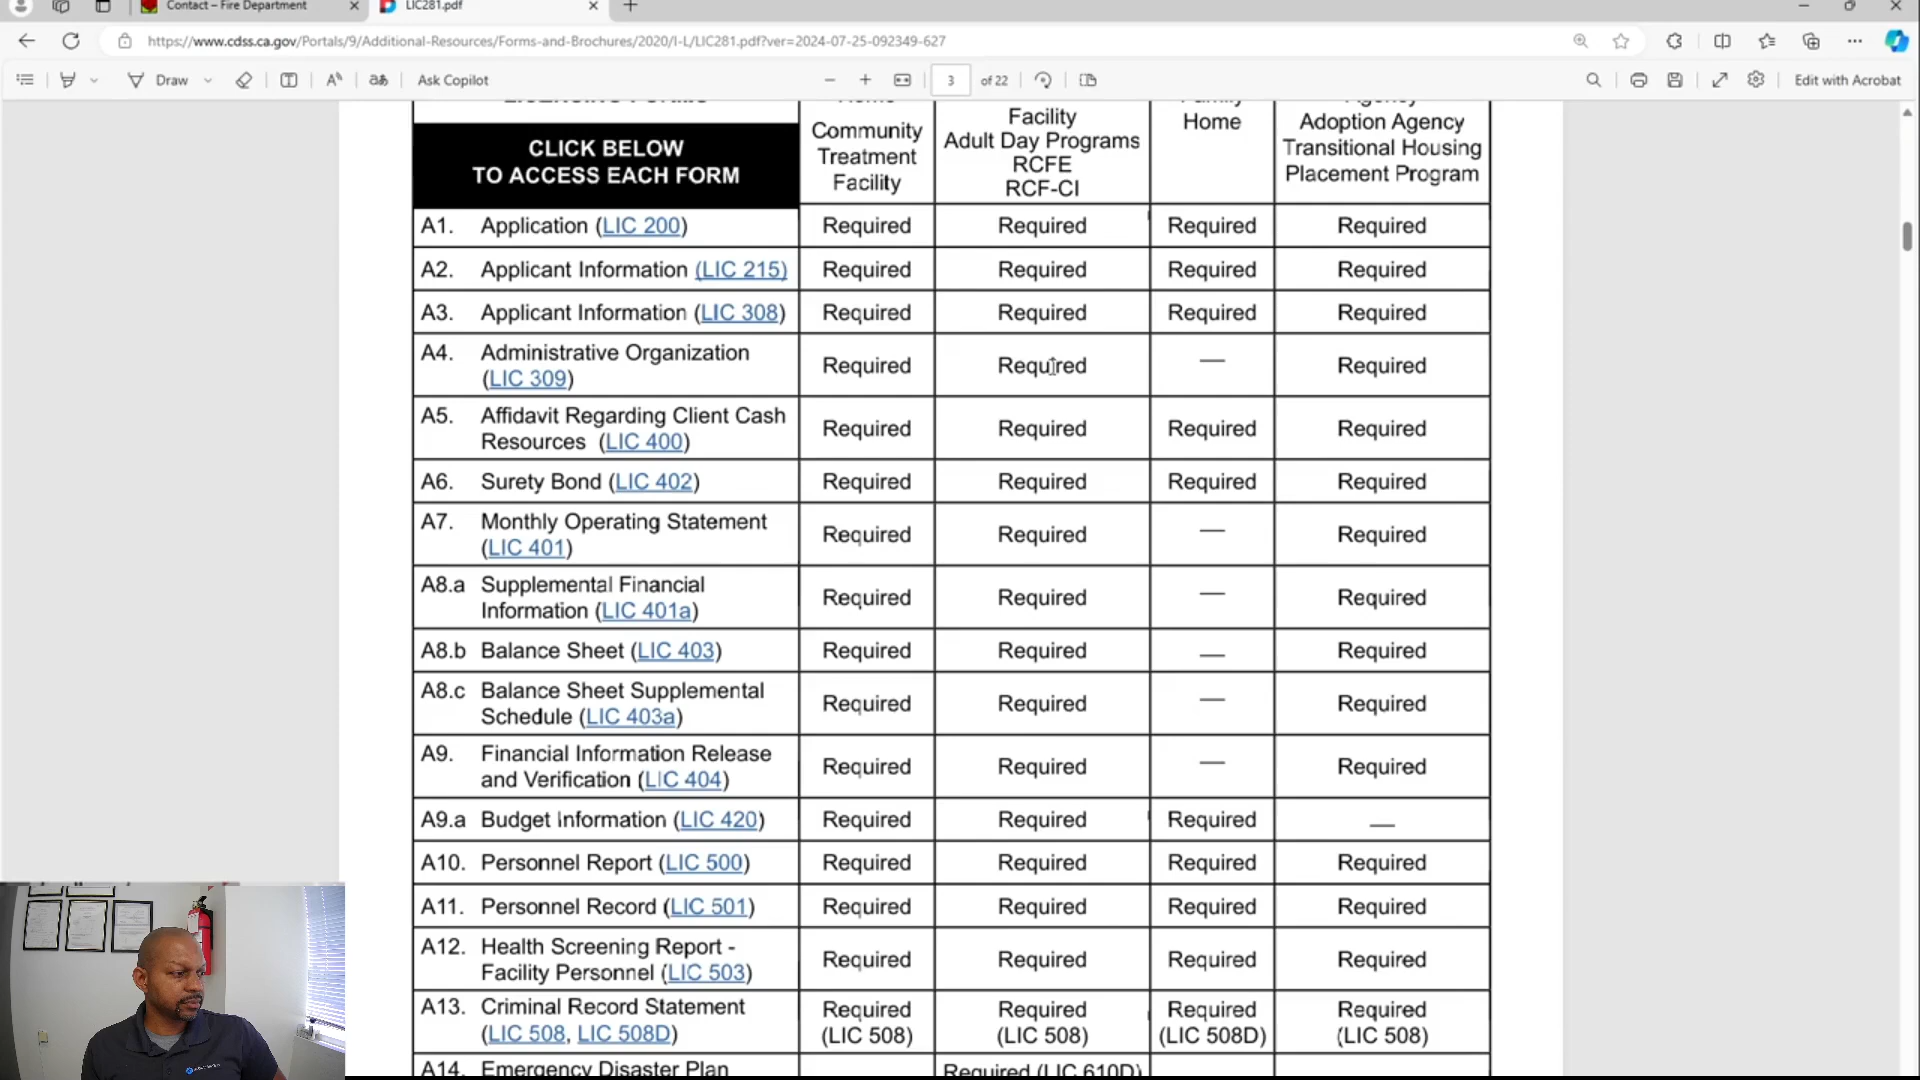 Contact – Fire Department
LIC281.pdf
https://www.cdss.ca.gov/Portals/9/Additional-Resources/Forms-and-Brochures/2020/I-L/LIC281.pdf?ver=2024-07-25-092349-627
Draw
Ask Copilot
3 of 22
Edit with Acrobat
LICENSING FORMS
CLICK BELOW
TO ACCESS EACH FORM
Home
Community
Treatment
Facility
Facility
Adult Day Programs
RCFE
RCF-CI
Family
Home
Agency
Adoption Agency
Transitional Housing
Placement Program
A1. Application (LIC 200) Required Required Required Required
A2. Applicant Information (LIC 215) Required Required Required Required
A3. Applicant Information (LIC 308) Required Required Required Required
A4. Administrative Organization
(LIC 309) Required Required — Required
A5. Affidavit Regarding Client Cash
Resources (LIC 400) Required Required Required Required
A6. Surety Bond (LIC 402) Required Required Required Required
A7. Monthly Operating Statement
(LIC 401) Required Required — Required
A8.a Supplemental Financial
Information (LIC 401a) Required Required — Required
A8.b Balance Sheet (LIC 403) Required Required — Required
A8.c Balance Sheet Supplemental
Schedule (LIC 403a) Required Required — Required
A9. Financial Information Release
and Verification (LIC 404) Required Required — Required
A9.a Budget Information (LIC 420) Required Required Required —
A10. Personnel Report (LIC 500) Required Required Required Required
A11. Personnel Record (LIC 501) Required Required Required Required
A12. Health Screening Report -
Facility Personnel (LIC 503) Required Required Required Required
A13. Criminal Record Statement Required Required Required Required
(LIC 508, LIC 508D) (LIC 508) (LIC 508) (LIC 508D) (LIC 508)
A14. Emergency Disaster Plan Required (LIC 610D)